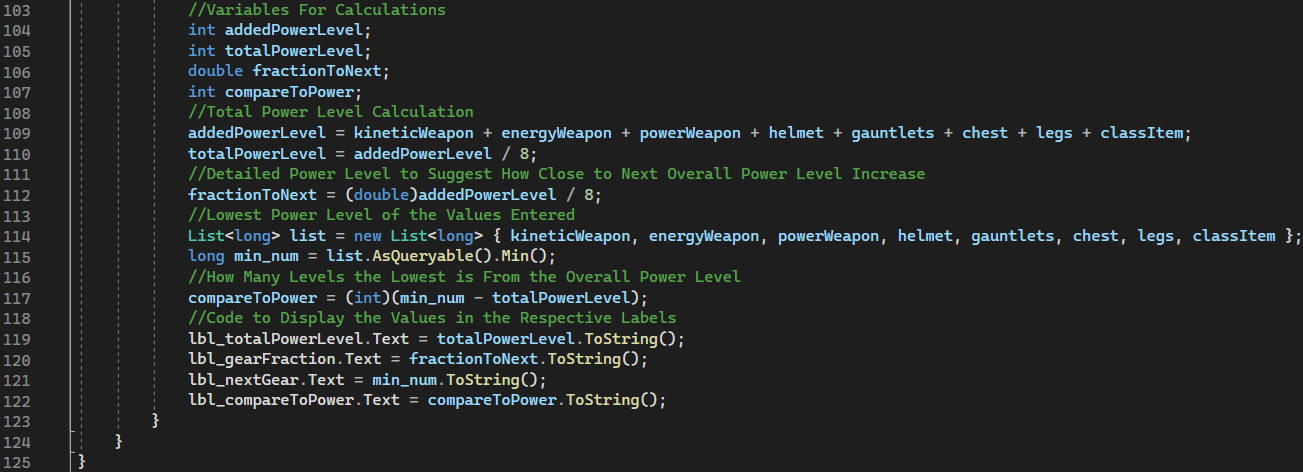 103 //Variables For Calculations
104 int addedPowerLevel;
105 int totalPowerLevel;
106 double fractionToNext;
107 int compareToPower;
108 //Total Power Level Calculation
109 addedPowerLevel = kineticWeapon + energyWeapon + powerWeapon + helmet + gauntlets + chest + legs + classItem;
110 totalPowerLevel = addedPowerLevel / 8;
111 //Detailed Power Level to Suggest How Close to Next Overall Power Level Increase
112 fractionToNext = (double)addedPowerLevel / 8;
113 //Lowest Power Level of the Values Entered
114 List<long> list = new List<long> { kineticWeapon, energyWeapon, powerWeapon, helmet, gauntlets, chest, legs, classItem };
115 long min_num = list.AsQueryable().Min();
116 //How Many Levels the Lowest is From the Overall Power Level
117 compareToPower = (int)(min_num - totalPowerLevel);
118 //Code to Display the Values in the Respective Labels
119 lbl_totalPowerLevel.Text = totalPowerLevel.ToString();
120 lbl_gearFraction.Text = fractionToNext.ToString();
121 lbl_nextGear.Text = min_num.ToString();
122 lbl_compareToPower.Text = compareToPower.ToString();
123 }
124 }
125 }